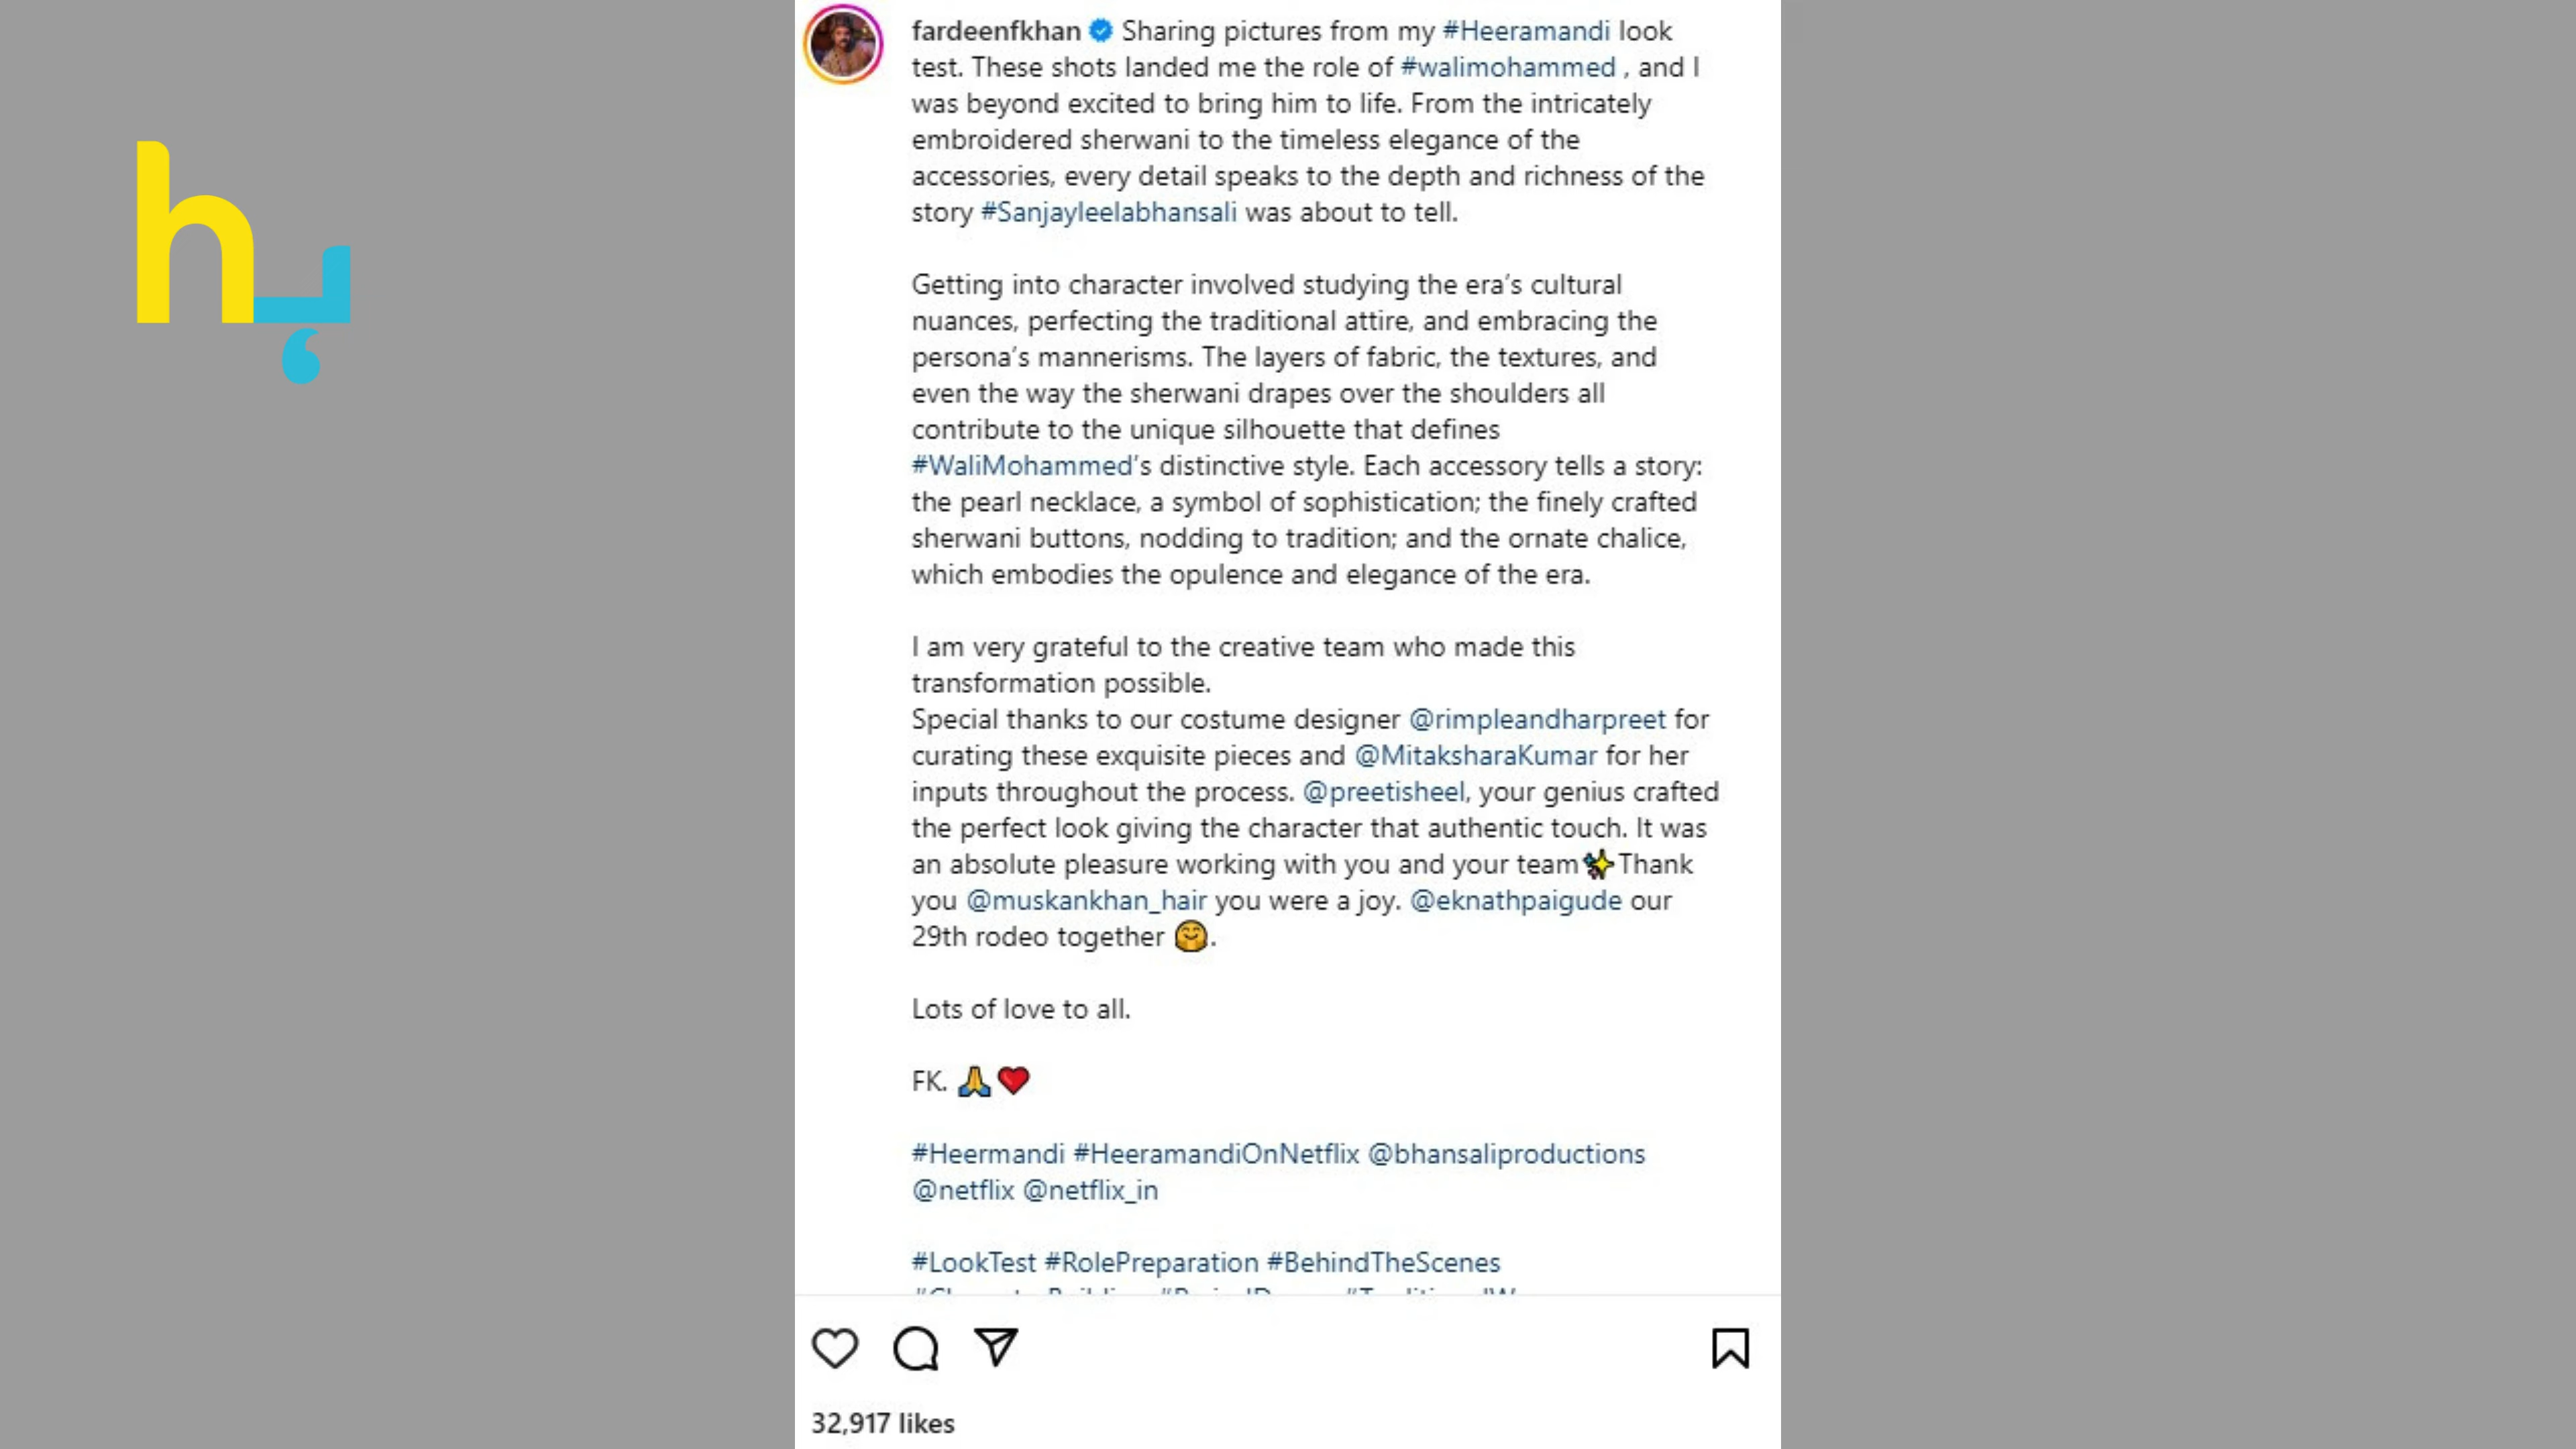 h
fardeenfkhan Sharing pictures from my #Heeramandi look
test. These shots landed me the role of #walimohammed , and I
was beyond excited to bring him to life. From the intricately
embroidered sherwani to the timeless elegance of the
accessories, every detail speaks to the depth and richness of the
story #Sanjayleelabhansali was about to tell.
Getting into character involved studying the era’s cultural
nuances, perfecting the traditional attire, and embracing the
persona’s mannerisms. The layers of fabric, the textures, and
even the way the sherwani drapes over the shoulders all
contribute to the unique silhouette that defines
#WaliMohammed’s distinctive style. Each accessory tells a story:
the pearl necklace, a symbol of sophistication; the finely crafted
sherwani buttons, nodding to tradition; and the ornate chalice,
which embodies the opulence and elegance of the era.
I am very grateful to the creative team who made this
transformation possible.
Special thanks to our costume designer @rimpleandharpreet for
curating these exquisite pieces and @MitaksharaKumar for her
inputs throughout the process. @preetisheel, your genius crafted
the perfect look giving the character that authentic touch. It was
an absolute pleasure working with you and your team✨Thank
you @muskankhan_hair you were a joy. @eknathpaigude our
29th rodeo together 🤗.
Lots of love to all.
FK. 🙏❤️
#Heermandi #HeeramandiOnNetflix @bhansaliproductions
@netflix @netflix_in
#LookTest #RolePreparation #BehindTheScenes
32,917 likes